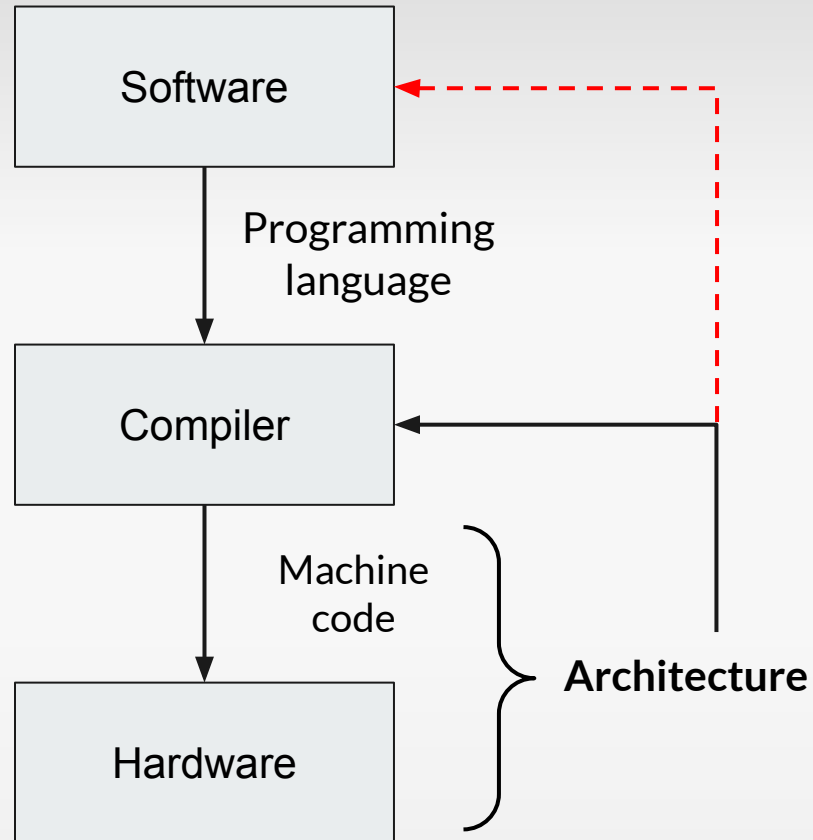 Software
Programming
language
Compiler
Machine
code
Architecture
Hardware